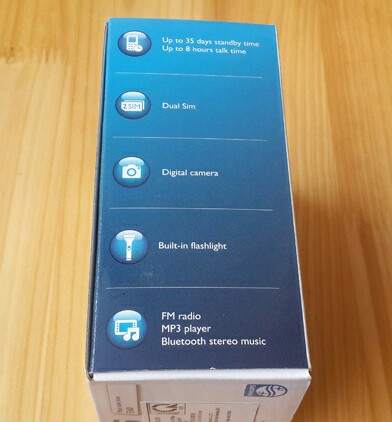 Up to 35 days standby time
Up to 8 hours talk time
2SIM
Dual Sim
Digital camera
Built-in flashlight
FM radio
MP3 player
Bluetooth stereo music